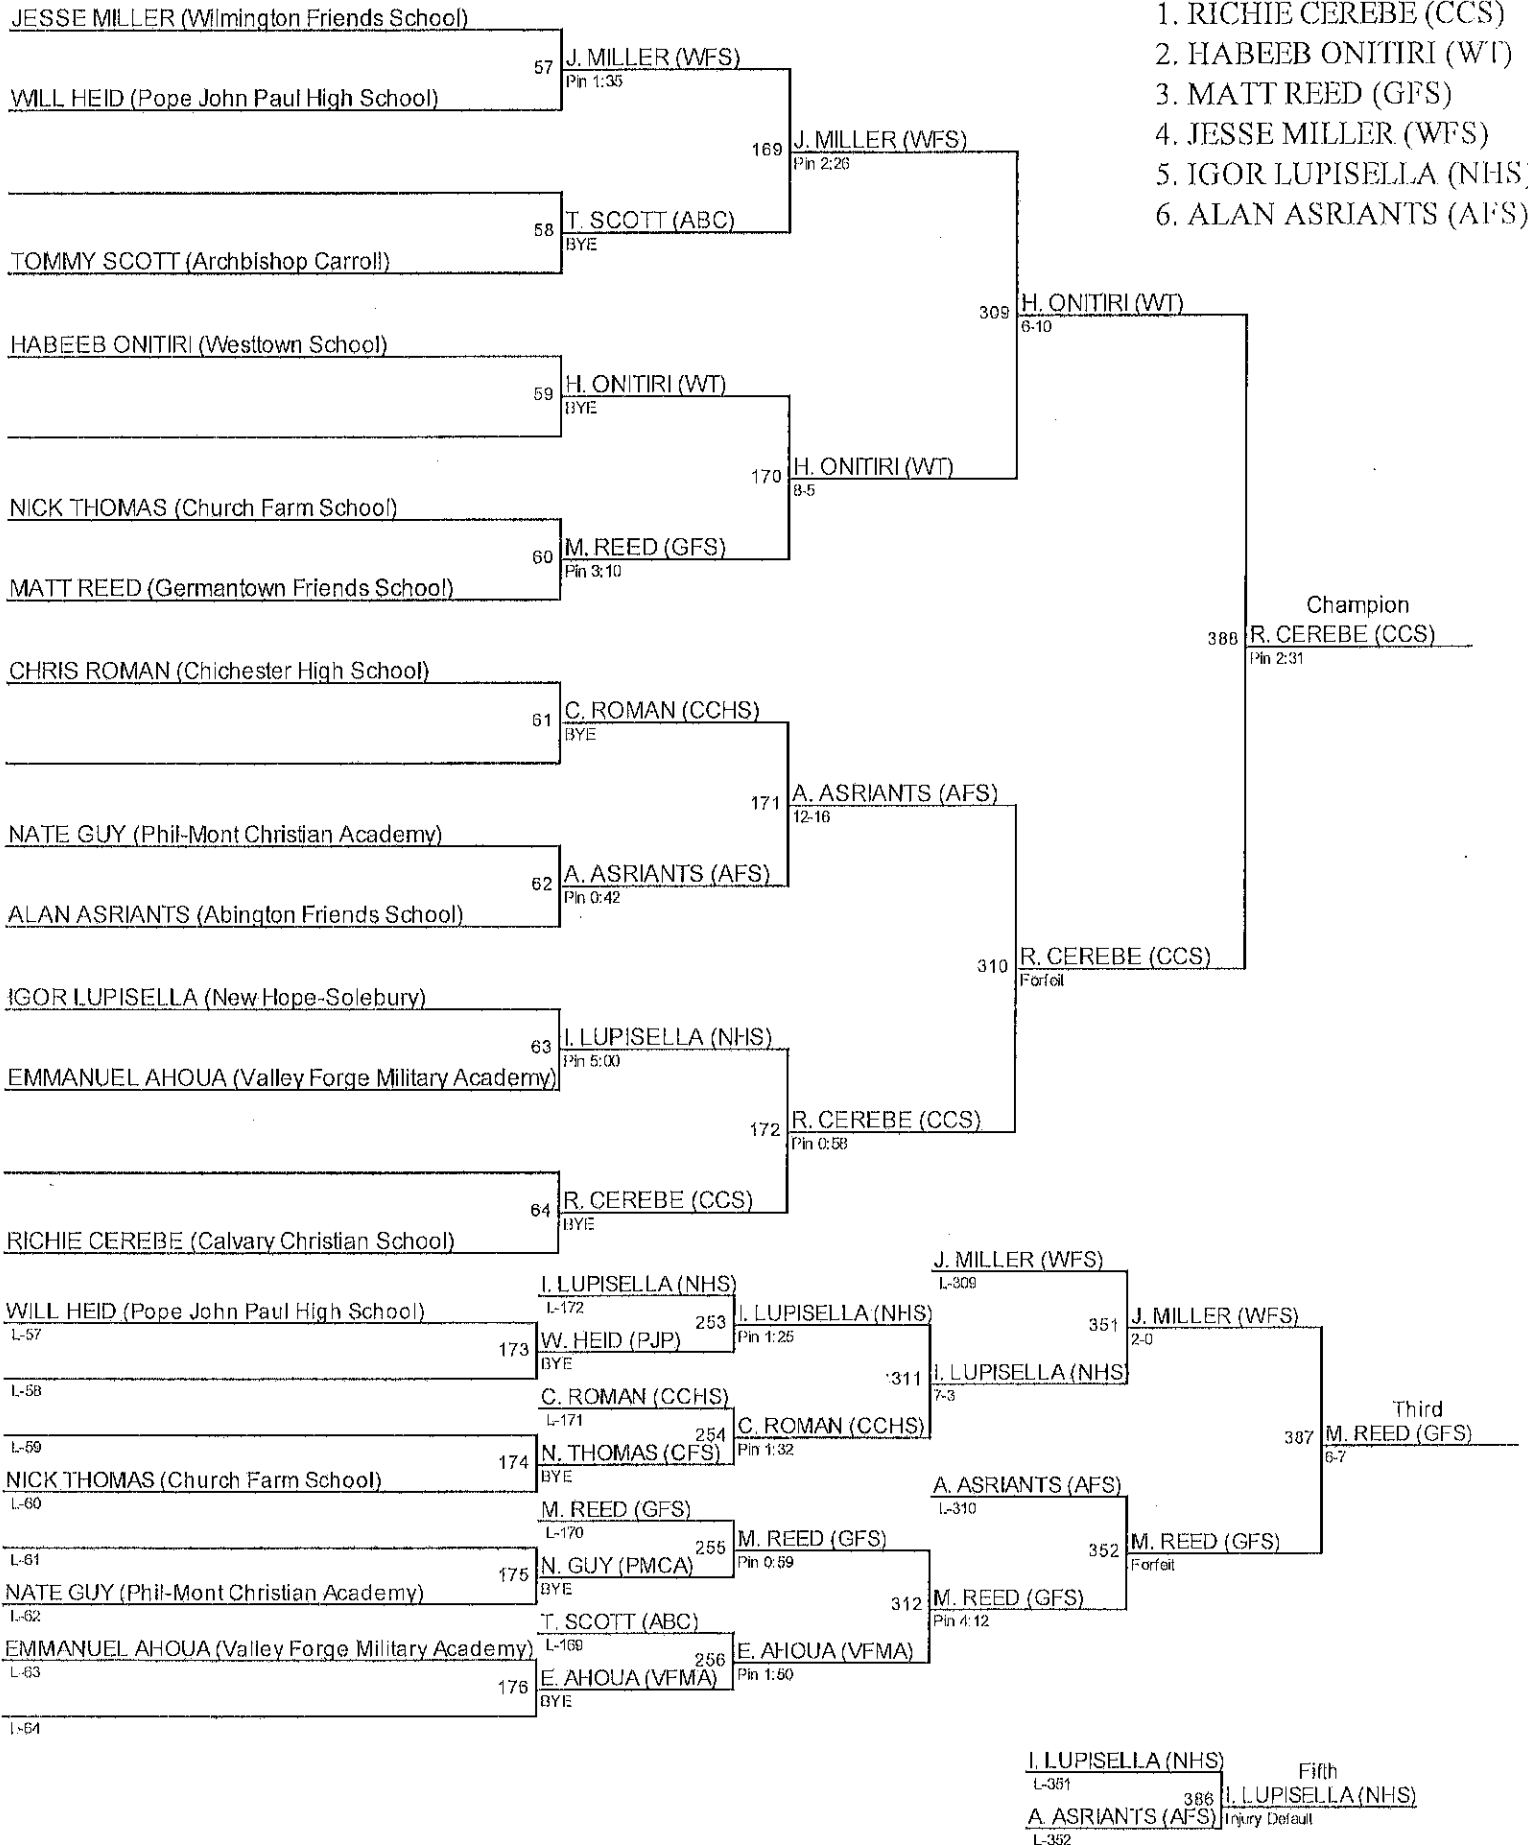 JESSE MILLER (Wilmington Friends School)
57
J. MILLER (WFS)
Pin 1:35
WILL HEID (Pope John Paul High School)
169
J. MILLER (WFS)
Pin 2:26
58
T. SCOTT (ABC)
BYE
TOMMY SCOTT (Archbishop Carroll)
309
H. ONITIRI (WT)
6-10
HABEEB ONITIRI (Westtown School)
59
H. ONITIRI (WT)
BYE
170
H. ONITIRI (WT)
8-5
NICK THOMAS (Church Farm School)
60
M. REED (GFS)
Pin 3:10
MATT REED (Germantown Friends School)
Champion
388
R. CEREBE (CCS)
Pin 2:31
CHRIS ROMAN (Chichester High School)
61
C. ROMAN (CCHS)
BYE
171
A. ASRIANTS (AFS)
12-16
NATE GUY (Phil-Mont Christian Academy)
62
A. ASRIANTS (AFS)
Pin 0:42
ALAN ASRIANTS (Abington Friends School)
310
R. CEREBE (CCS)
Forfeit
IGOR LUPISELLA (New Hope-Solebury)
63
I. LUPISELLA (NHS)
Pin 5:00
EMMANUEL AHOUA (Valley Forge Military Academy)
172
R. CEREBE (CCS)
Pin 0:58
64
R. CEREBE (CCS)
BYE
RICHIE CEREBE (Calvary Christian School)
1. RICHIE CEREBE (CCS)
2. HABEEB ONITIRI (WT)
3. MATT REED (GFS)
4. JESSE MILLER (WFS)
5. IGOR LUPISELLA (NHS)
6. ALAN ASRIANTS (AFS)
WILL HEID (Pope John Paul High School)
L-57
173
W. HEID (PJP)
BYE
L-58
I. LUPISELLA (NHS)
L-172
253
I. LUPISELLA (NHS)
Pin 1:25
L-59
174
N. THOMAS (CFS)
BYE
NICK THOMAS (Church Farm School)
L-60
C. ROMAN (CCHS)
L-171
254
C. ROMAN (CCHS)
Pin 1:32
311
I. LUPISELLA (NHS)
7-3
J. MILLER (WFS)
L-309
351
J. MILLER (WFS)
2-0
L-61
175
N. GUY (PMCA)
BYE
NATE GUY (Phil-Mont Christian Academy)
L-62
M. REED (GFS)
L-170
255
M. REED (GFS)
Pin 0:59
EMMANUEL AHOUA (Valley Forge Military Academy)
L-63
176
E. AHOUA (VFMA)
BYE
L-64
T. SCOTT (ABC)
L-169
256
E. AHOUA (VFMA)
Pin 1:50
312
M. REED (GFS)
Pin 4:12
A. ASRIANTS (AFS)
L-310
352
M. REED (GFS)
Forfeit
Third
387
M. REED (GFS)
6-7
I. LUPISELLA (NHS)
L-351
Fifth
386
I. LUPISELLA (NHS)
Injury Default
A. ASRIANTS (AFS)
L-352